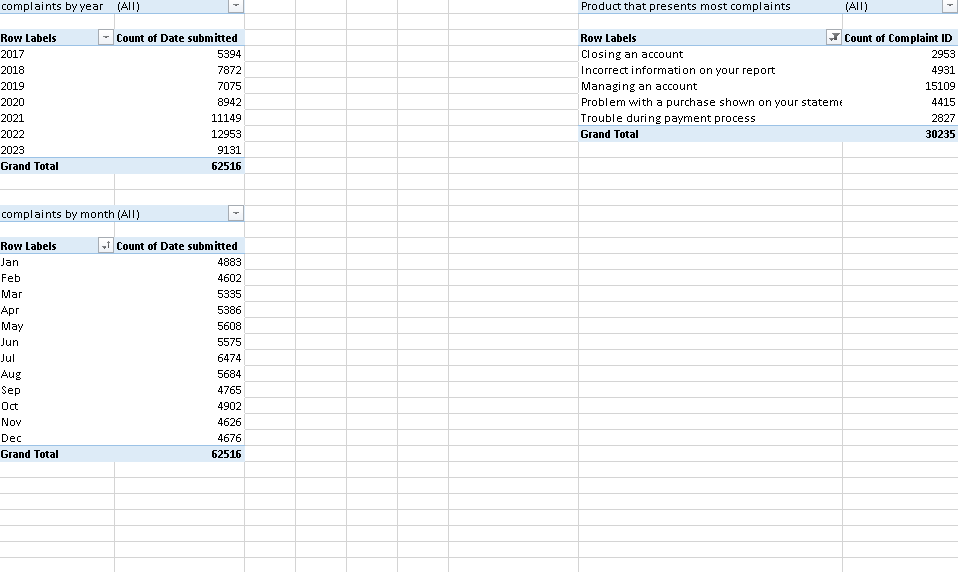 complaints by year (All)
Row Labels Count of Date submitted
2017 5394
2018 7872
2019 7075
2020 8942
2021 11149
2022 12953
2023 9131
Grand Total 62516
complaints by month (All)
Row Labels Count of Date submitted
Jan 4883
Feb 4602
Mar 5335
Apr 5386
May 5608
Jun 5575
Jul 6474
Aug 5684
Sep 4765
Oct 4902
Nov 4626
Dec 4676
Grand Total 62516
Product that presents most complaints (All)
Row Labels Count of Complaint ID
Closing an account 2953
Incorrect information on your report 4931
Managing an account 15109
Problem with a purchase shown on your stateme 4415
Trouble during payment process 2827
Grand Total 30235